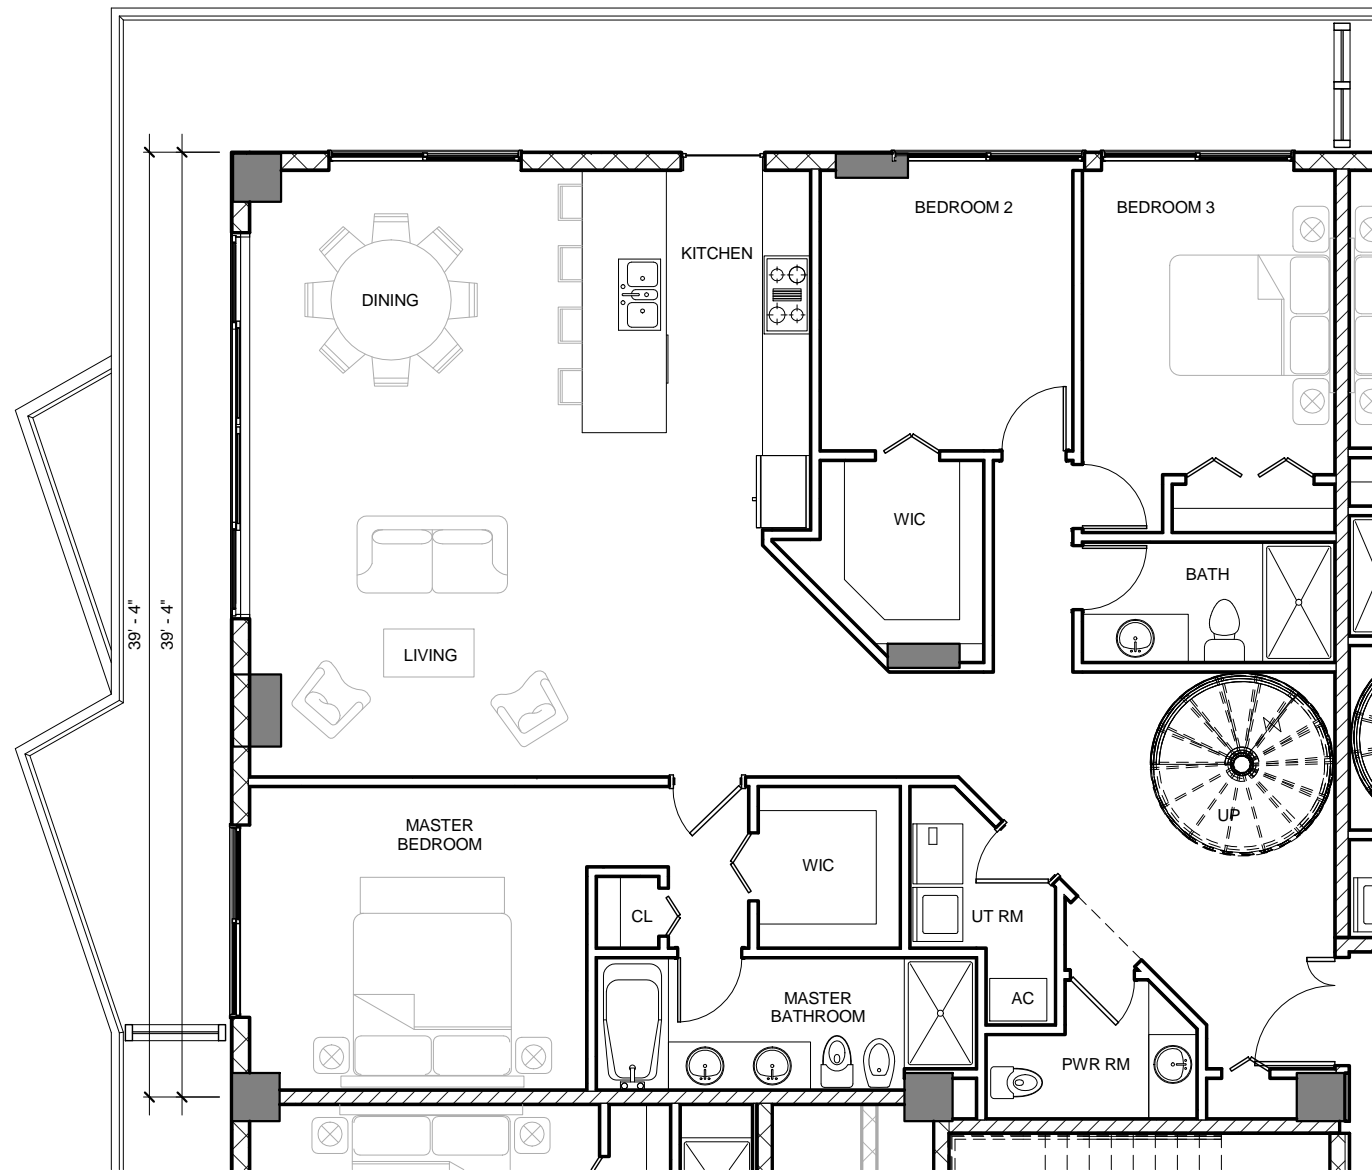 BEDROOM 2
BEDROOM 3
KITCHEN
DINING
WIC
BATH
39' - 4"
39' - 4"
LIVING
UP
MASTER
BEDROOM
WIC
CL
UT RM
MASTER
BATHROOM
AC
PWR RM